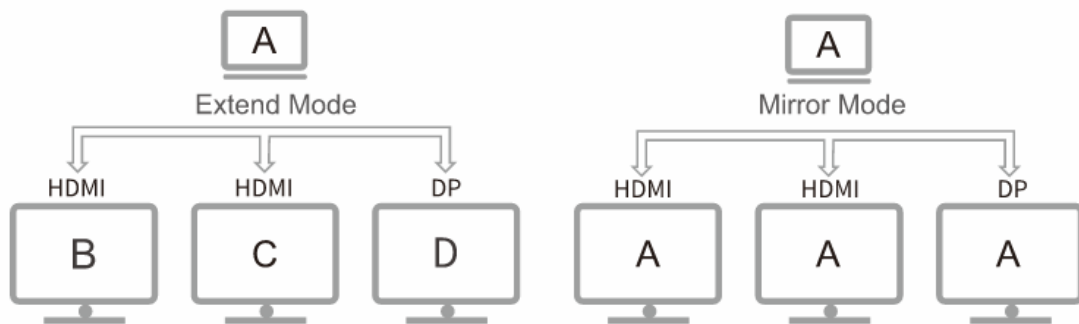 A
Extend Mode
HDMI HDMI DP
B C D
A
Mirror Mode
HDMI HDMI DP
A A A